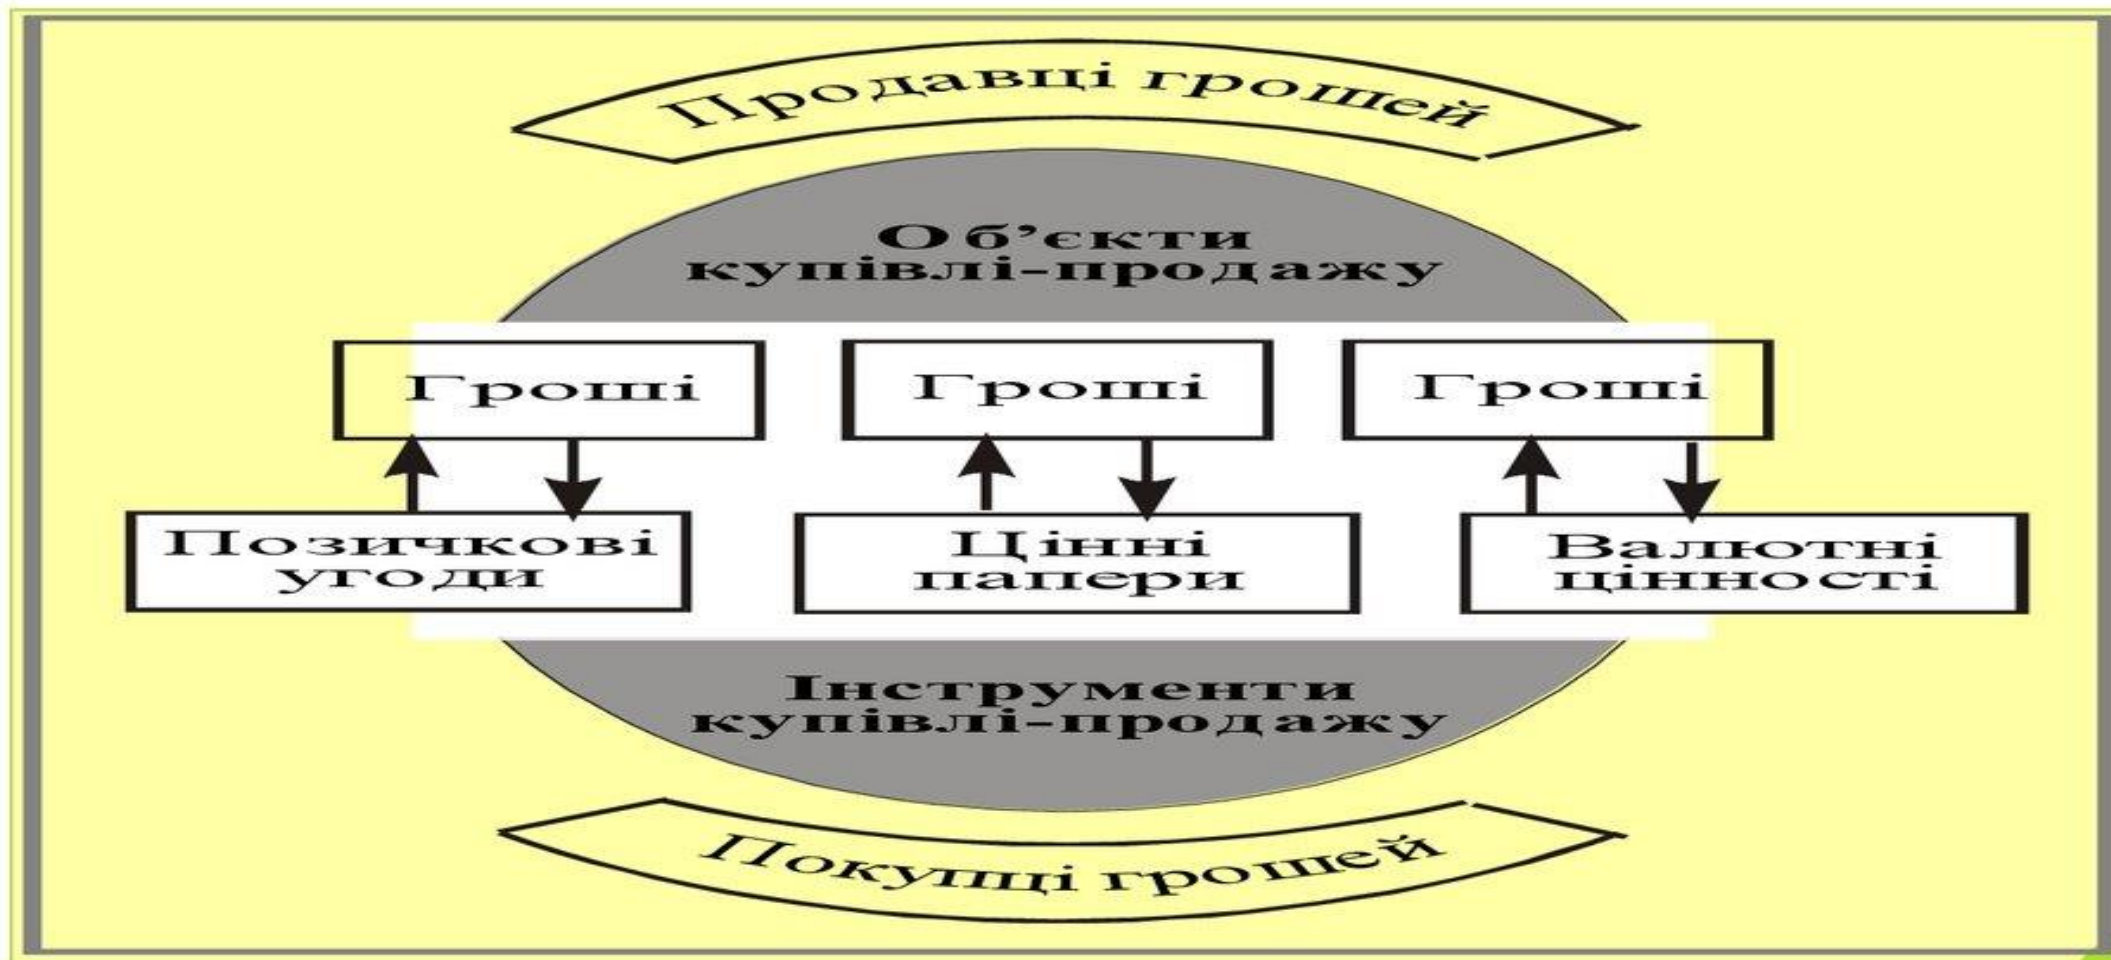 Продавці грошей
Об’єкти
купівлі-продажу
Гроші
Гроші
Гроші
Позичкові
угоди
Цінні
папери
Валютні
цінності
Інструменти
купівлі-продажу
Покупці грошей